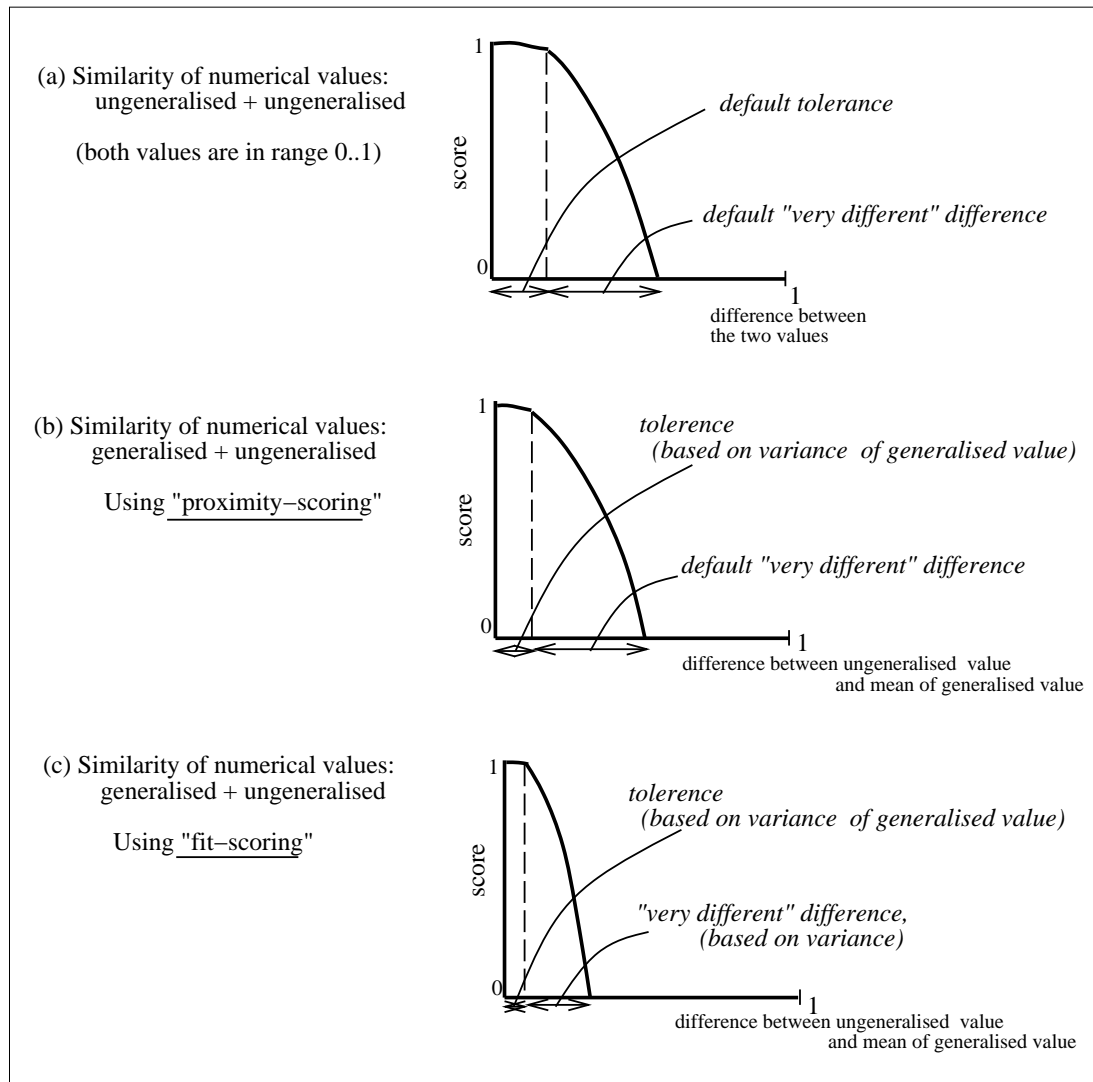 (a) Similarity of numerical values:
ungeneralised + ungeneralised
(both values are in range 0..1)
1
score
0
default tolerance
default "very different" difference
1
difference between
the two values
(b) Similarity of numerical values:
generalised + ungeneralised
Using "proximity−scoring"
1
score
0
tolerence
(based on variance of generalised value)
default "very different" difference
1
difference between ungeneralised value
and mean of generalised value
(c) Similarity of numerical values:
generalised + ungeneralised
Using "fit−scoring"
1
score
0
tolerence
(based on variance of generalised value)
"very different" difference,
(based on variance)
1
difference between ungeneralised value
and mean of generalised value